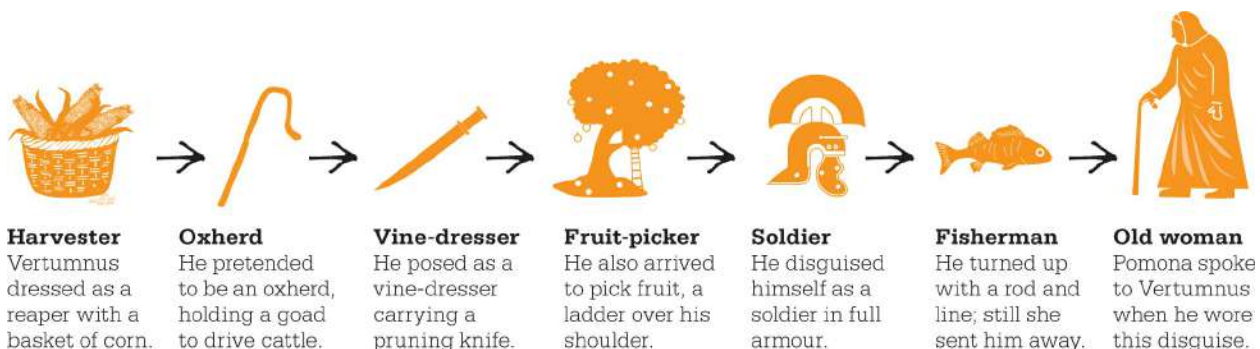 Harvester
Vertumnus
dressed as a
reaper with a
basket of corn.
Oxherd
He pretended
to be an oxherd,
holding a goad
to drive cattle.
Vine-dresser
He posed as a
vine-dresser
carrying a
pruning knife.
Fruit-picker
He also arrived
to pick fruit, a
ladder over his
shoulder.
Soldier
He disguised
himself as a
soldier in full
armour.
Fisherman
He turned up
with a rod and
line; still she
sent him away.
Old woman
Pomona spoke
to Vertumnus
when he wore
this disguise.